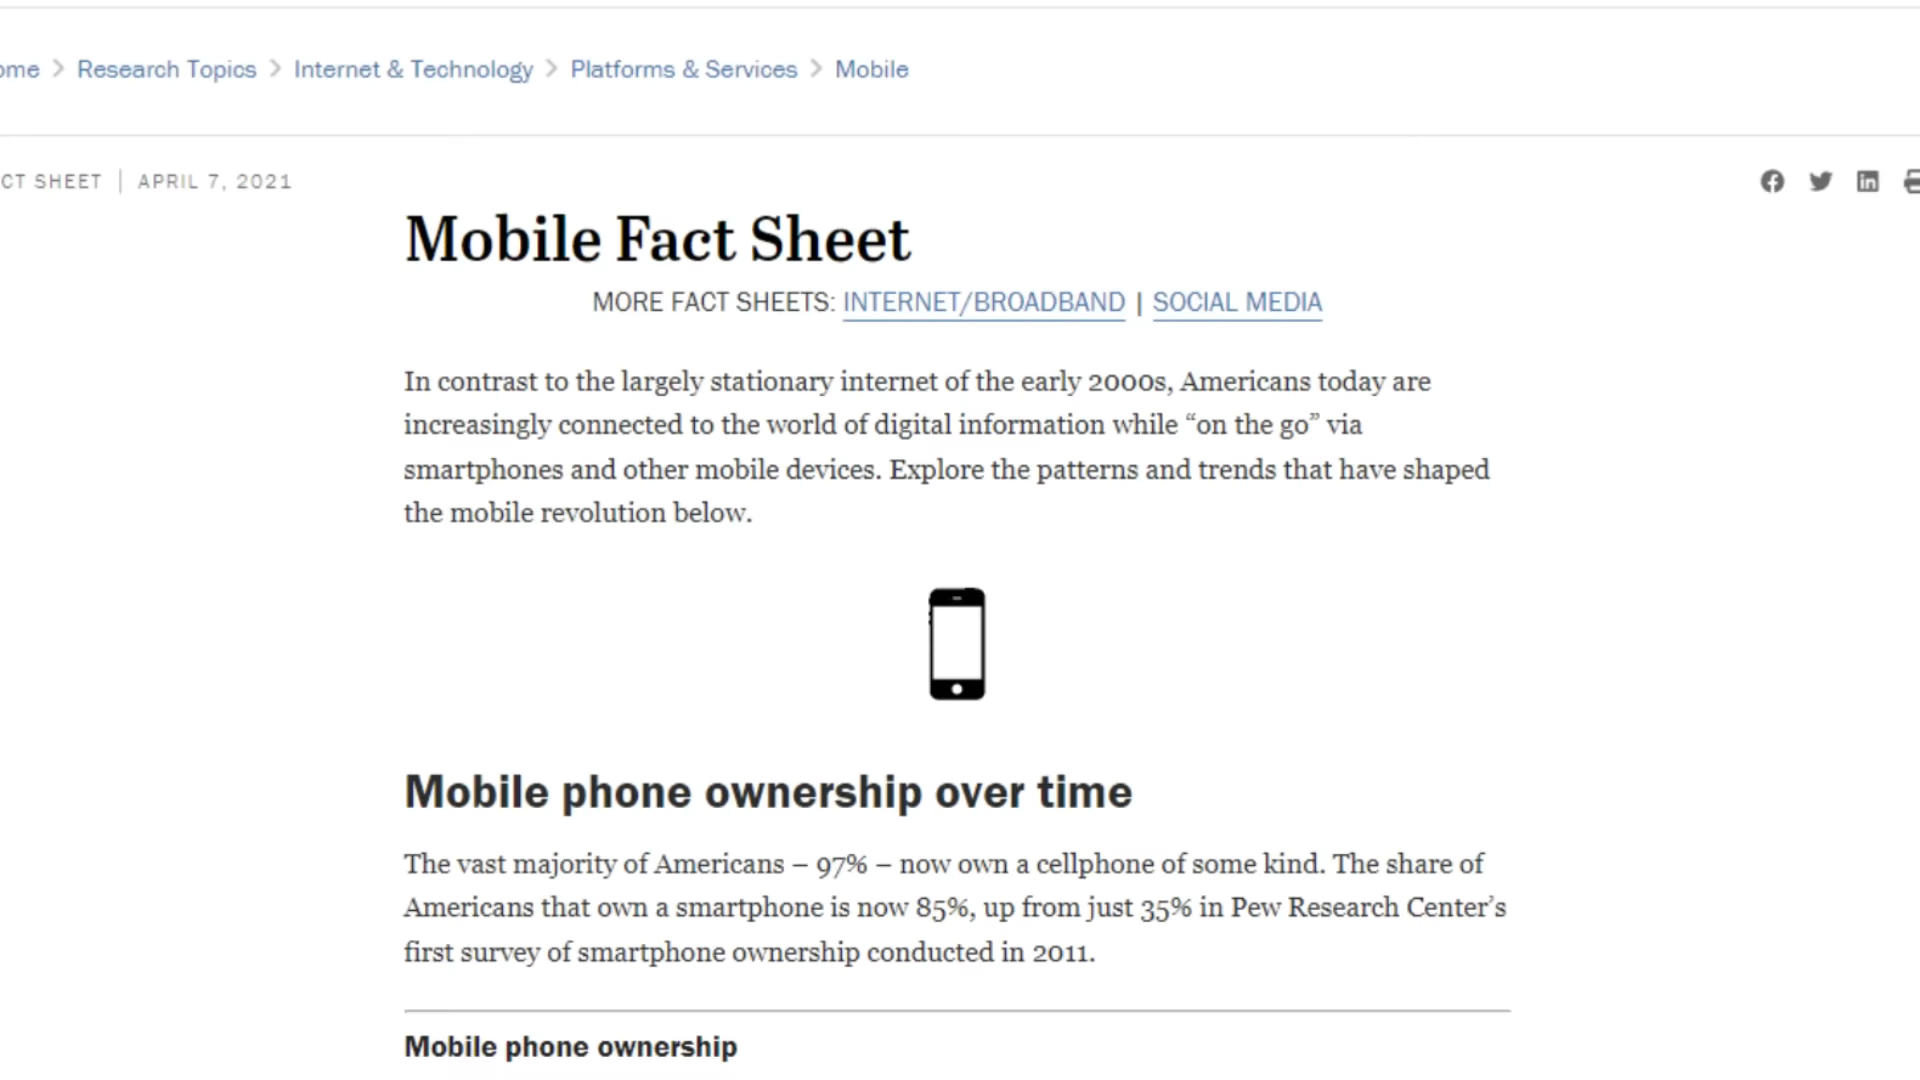 ome > Research Topics > Internet & Technology > Platforms & Services > Mobile
CT SHEET | APRIL 7, 2021
Mobile Fact Sheet
MORE FACT SHEETS: INTERNET/BROADBAND | SOCIAL MEDIA
In contrast to the largely stationary internet of the early 2000s, Americans today are
increasingly connected to the world of digital information while “on the go” via
smartphones and other mobile devices. Explore the patterns and trends that have shaped
the mobile revolution below.
Mobile phone ownership over time
The vast majority of Americans – 97% – now own a cellphone of some kind. The share of
Americans that own a smartphone is now 85%, up from just 35% in Pew Research Center’s
first survey of smartphone ownership conducted in 2011.
Mobile phone ownership